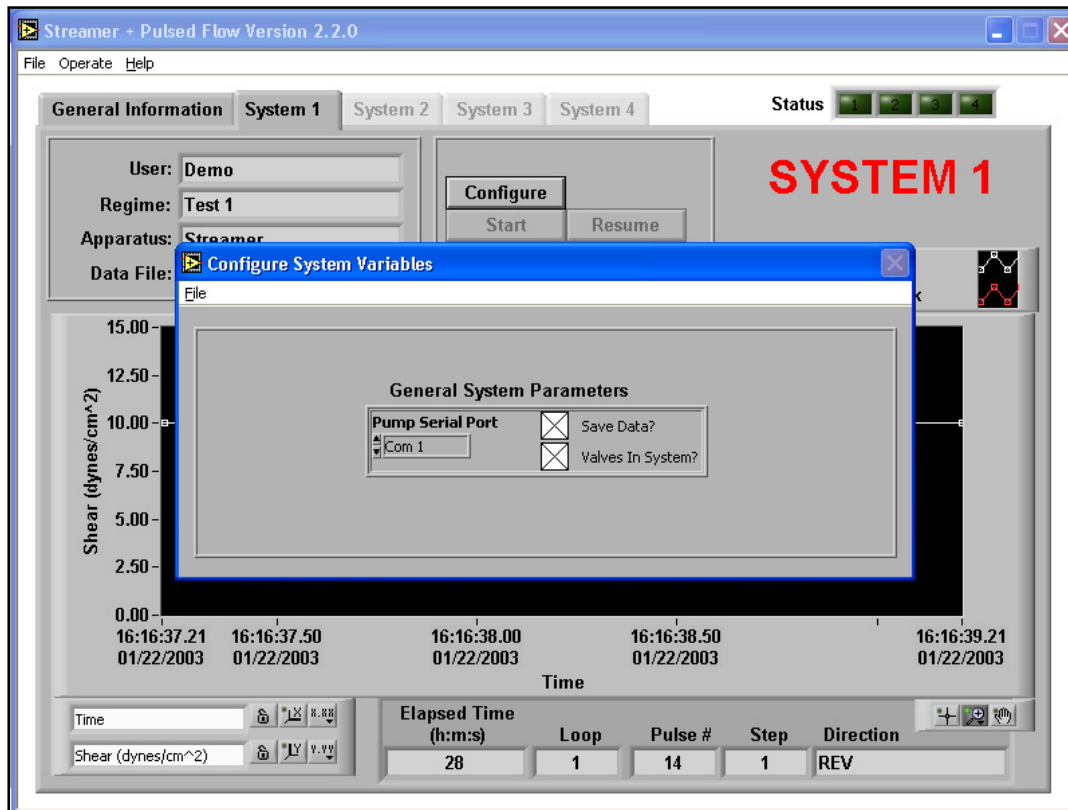 Streamer + Pulsed Flow Version 2.2.0
File Operate Help
General Information System 1 System 2 System 3 System 4 Status 1 2 3 4
User: Demo
Regime: Test 1
Apparatus: Streamer
Data File:
Configure
Start Resume
SYSTEM 1
Configure System Variables
File
General System Parameters
Pump Serial Port
Com 1
Save Data?
Valves In System?
Shear (dynes/cm^2)
15.00
12.50
10.00
7.50
5.00
2.50
0.00
16:16:37.21 16:16:37.50 16:16:38.00 16:16:38.50 16:16:39.21
01/22/2003 01/22/2003 01/22/2003 01/22/2003 01/22/2003
Time
Time X X.XX
Shear (dynes/cm^2) Y Y.YY
Elapsed Time
(h:m:s) Loop Pulse # Step Direction
28 1 14 1 REV